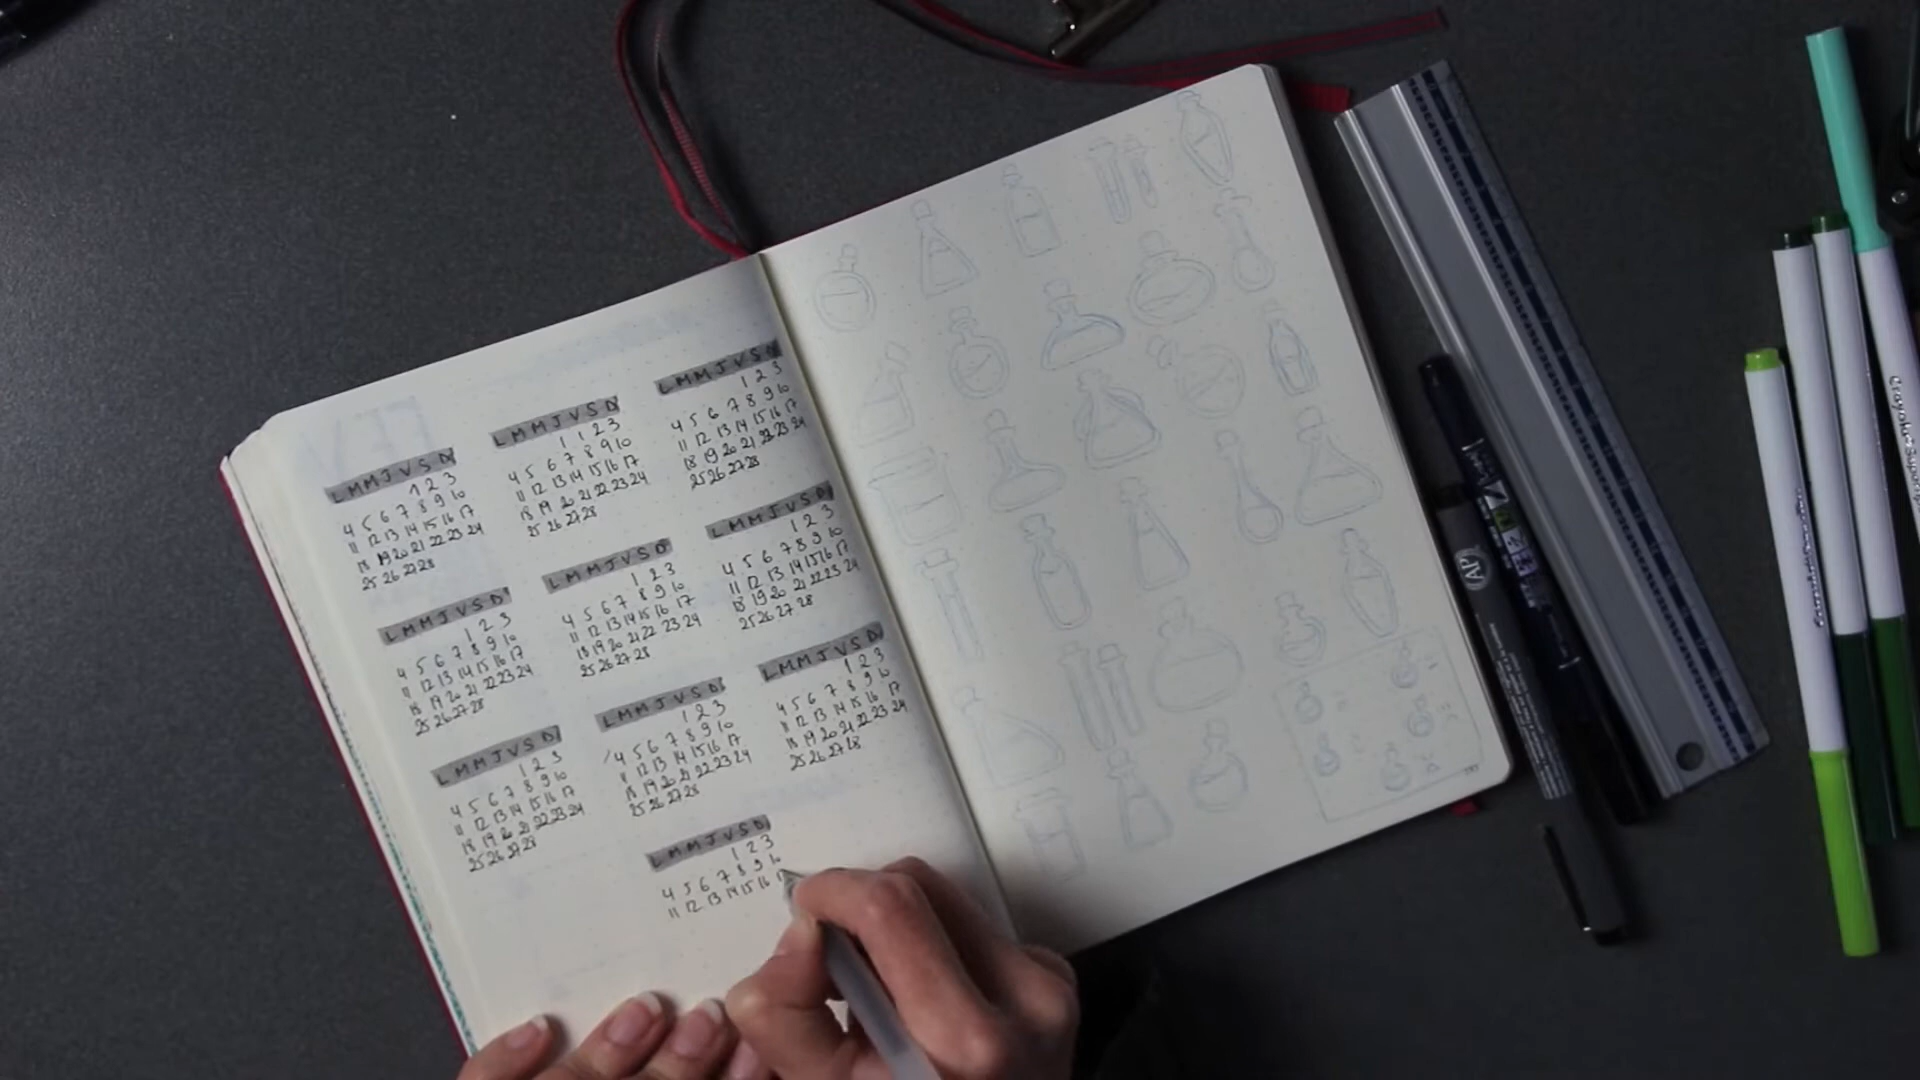 L M M J V S D
1 2 3
4 5 6 7 8 9 10
11 12 13 14 15 16 17
18 19 20 21 22 23 24
25 26 27 28
L M M J V S D
1 1 2 3
4 5 6 7 8 9 10
11 12 13 14 15 16 17
18 19 20 21 22 23 24
25 26 27 28
L M M J V S D
1 2 3
4 5 6 7 8 9 10
11 12 13 14 15 16 17
18 19 20 21 22 23 24
25 26 27 28
L M M J V S D
1 2 3
4 5 6 7 8 9 10
11 12 13 14 15 16 17
18 19 20 21 22 23 24
25 26 27 28
L M M J V S D
1 2 3
4 5 6 7 8 9 10
11 12 13 14 15 16 17
18 19 20 21 22 23 24
25 26 27 28
L M M J V S D
1 2 3
4 5 6 7 8 9 10
11 12 13 14 15 16 17
18 19 20 21 22 23 24
25 26 27 28
L M M J V S D
1 2 3
4 5 6 7 8 9 10
11 12 13 14 15 16 17
18 19 20 21 22 23 24
25 26 27 28
L M M J V S D
1 2 3
4 5 6 7 8 9 10
11 12 13 14 15 16 17
18 19 20 21 22 23 24
25 26 27 28
L M M J V S D
1 2 3
4 5 6 7 8 9 10
11 12 13 14 15 16 17
18 19 20 21 22 23 24
25 26 27 28
L M M J V S D
1 2 3
4 5 6 7 8 9 10
11 12 13 14 15 16
AP